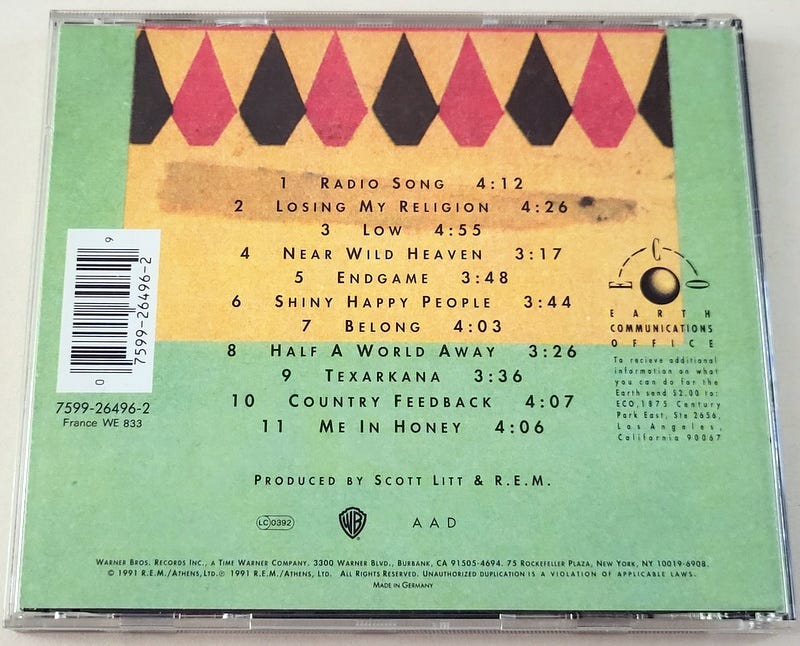 1 RADIO SONG 4:12
2 LOSING MY RELIGION 4:26
3 LOW 4:55
4 NEAR WILD HEAVEN 3:17
5 ENDGAME 3:48
6 SHINY HAPPY PEOPLE 3:44
7 BELONG 4:03
8 HALF A WORLD AWAY 3:26
9 TEXARKANA 3:36
10 COUNTRY FEEDBACK 4:07
11 ME IN HONEY 4:06
E C O
EARTH
COMMUNICATIONS
OFFICE
To recieve additional
information on what
you can do for the
Earth send $2.00 to:
ECO,1875 Century
Park East, Ste 2656,
Los Angeles,
California 90067
9
7599-26496-2
0
7599-26496-2
France WE 833
PRODUCED BY SCOTT LITT & R.E.M.
LC 0392
WB
AAD
WARNER BROS. RECORDS INC., A TIME WARNER COMPANY. 3300 WARNER BLVD., BURBANK, CA 91505-4694. 75 ROCKEFELLER PLAZA, NEW YORK, NY 10019-6908.
© 1991 R.E.M./ATHENS,LTD.℗ 1991 R.E.M./ATHENS, LTD. ALL RIGHTS RESERVED. UNAUTHORIZED DUPLICATION IS A VIOLATION OF APPLICABLE LAWS.
MADE IN GERMANY